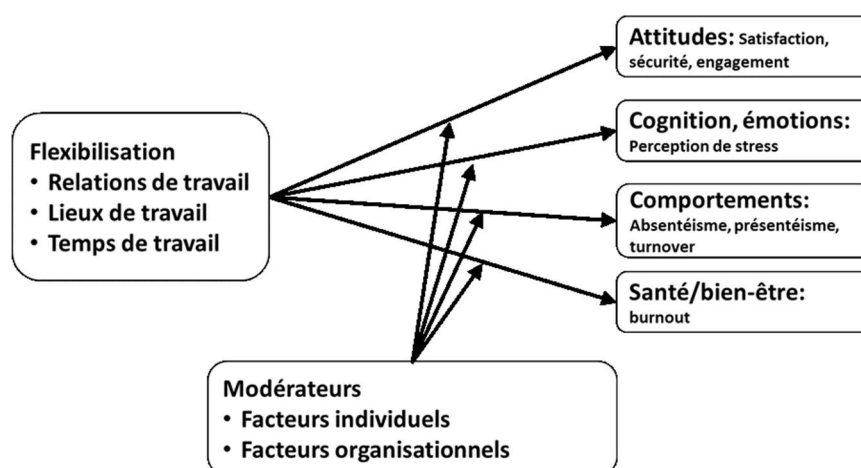 Attitudes: Satisfaction,
sécurité, engagement
Cognition, émotions:
Perception de stress
Flexibilisation
• Relations de travail
• Lieux de travail
• Temps de travail
Comportements:
Absentéisme, présentéisme,
turnover
Santé/bien-être:
burnout
Modérateurs
• Facteurs individuels
• Facteurs organisationnels